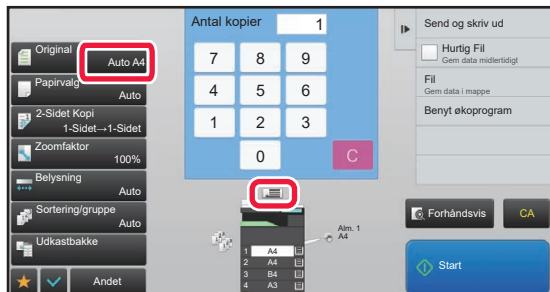 Original
Auto A4
Papirvalg
Auto
2-Sidet Kopi
1-Sidet→1-Sidet
Zoomfaktor
100%
Belysning
Auto
Sortering/gruppe
Auto
Udkastbakke
Andet
Antal kopier
1
7 8 9
4 5 6
1 2 3
0 C
Alm. 1
A4
1 A4
2 A4
3 B4
4 A3
Send og skriv ud
Hurtig Fil
Gem data midlertidigt
Fil
Gem data i mappe
Benyt økoprogram
Forhåndsvis
CA
Start